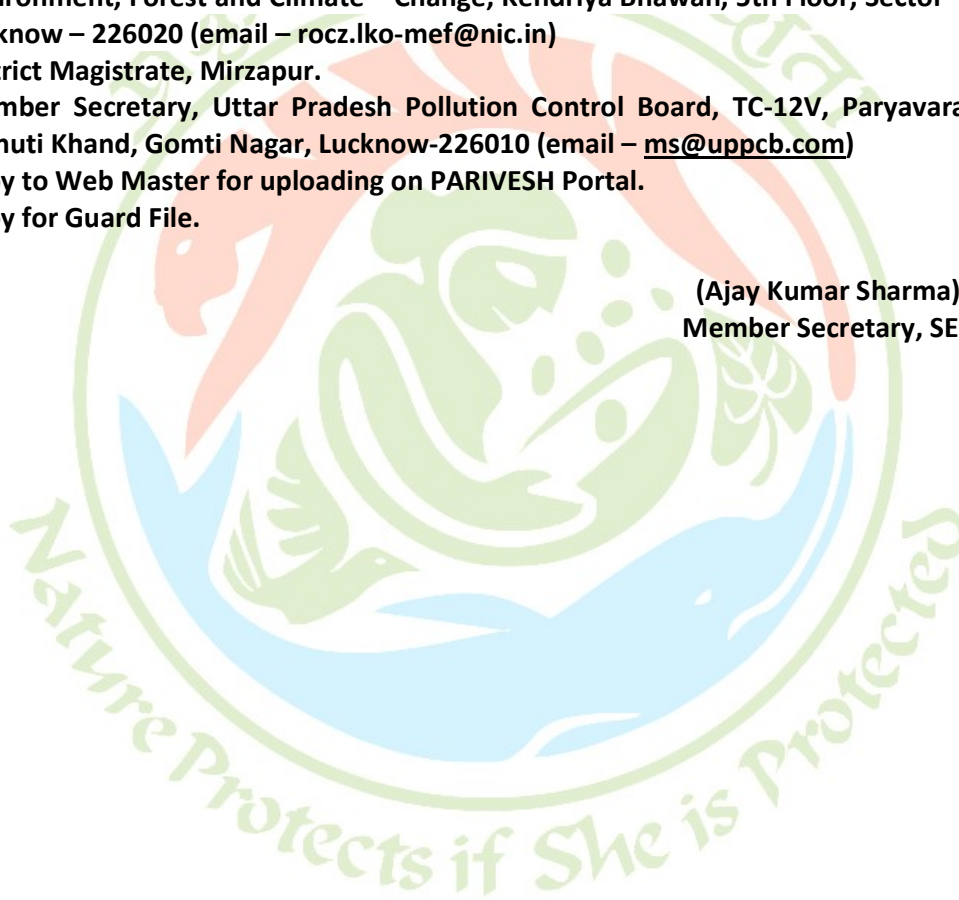 vironment, Forest and Climate – Change, Kendriya Bhawan, 5th Floor, Sector –
know – 226020 (email – rocz.lko-mef@nic.in)
trict Magistrate, Mirzapur.
mber Secretary, Uttar Pradesh Pollution Control Board, TC-12V, Paryavara
huti Khand, Gomti Nagar, Lucknow-226010 (email – ms@uppcb.com)
y to Web Master for uploading on PARIVESH Portal.
y for Guard File.
(Ajay Kumar Sharma)
Member Secretary, SE
Nature Protects if She is Protected